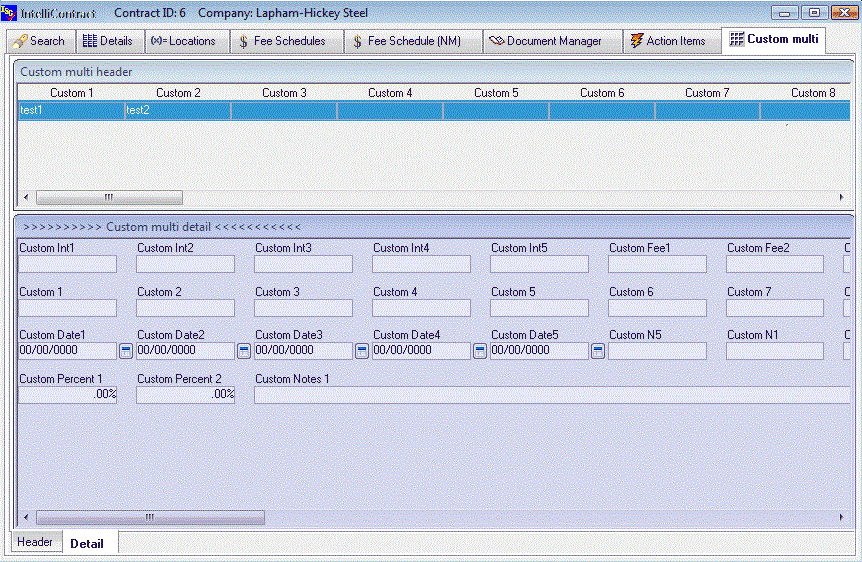 ISC IntelliContract Contract ID: 6 Company: Lapham-Hickey Steel
Search Details (x)= Locations $ Fee Schedules $ Fee Schedule (NM) Document Manager Action Items Custom multi
Custom multi header
Custom 1 Custom 2 Custom 3 Custom 4 Custom 5 Custom 6 Custom 7 Custom 8
test1 test2
>>>>>>>>>> Custom multi detail <<<<<<<<<<<
Custom Int1 Custom Int2 Custom Int3 Custom Int4 Custom Int5 Custom Fee1 Custom Fee2
Custom 1 Custom 2 Custom 3 Custom 4 Custom 5 Custom 6 Custom 7
Custom Date1 Custom Date2 Custom Date3 Custom Date4 Custom Date5 Custom N5 Custom N1
00/00/0000 00/00/0000 00/00/0000 00/00/0000 00/00/0000
Custom Percent 1 Custom Percent 2 Custom Notes 1
.00% .00%
Header Detail